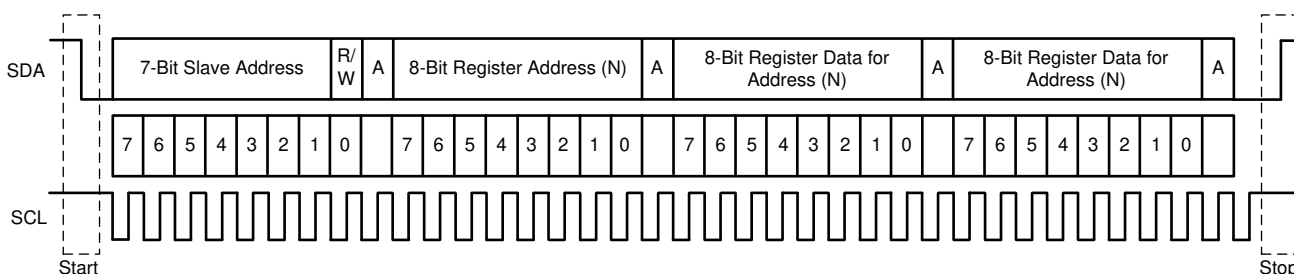 SDA
7-Bit Slave Address
R/
W
A
8-Bit Register Address (N)
A
8-Bit Register Data for
Address (N)
A
8-Bit Register Data for
Address (N)
A
7 6 5 4 3 2 1 0 7 6 5 4 3 2 1 0 7 6 5 4 3 2 1 0 7 6 5 4 3 2 1 0
SCL
Start
Stop